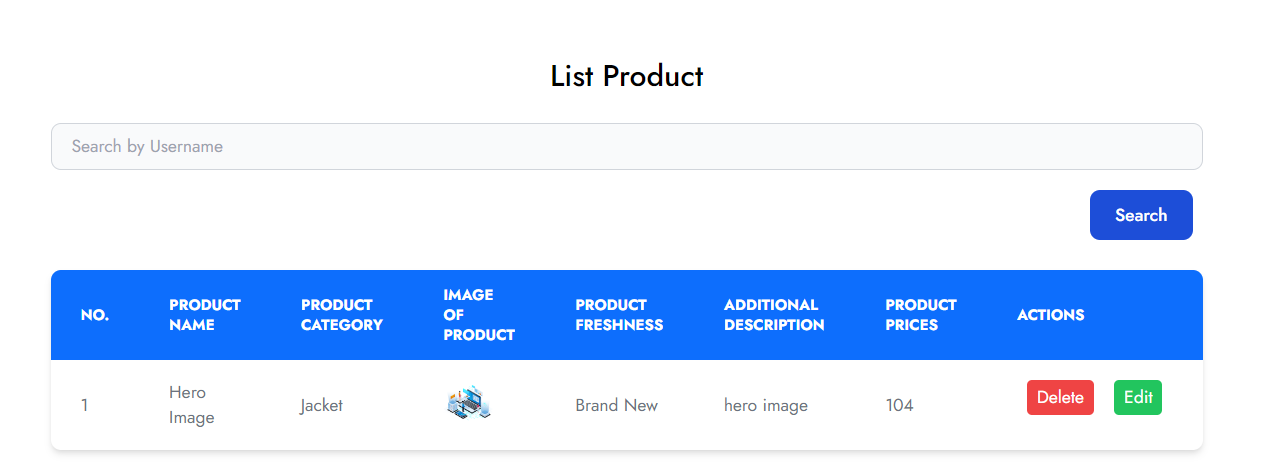 List Product
Search by Username
Search
NO.
PRODUCT
NAME
PRODUCT
CATEGORY
IMAGE
OF
PRODUCT
PRODUCT
FRESHNESS
ADDITIONAL
DESCRIPTION
PRODUCT
PRICES
ACTIONS
1
Hero
Image
Jacket
Brand New
hero image
104
Delete
Edit